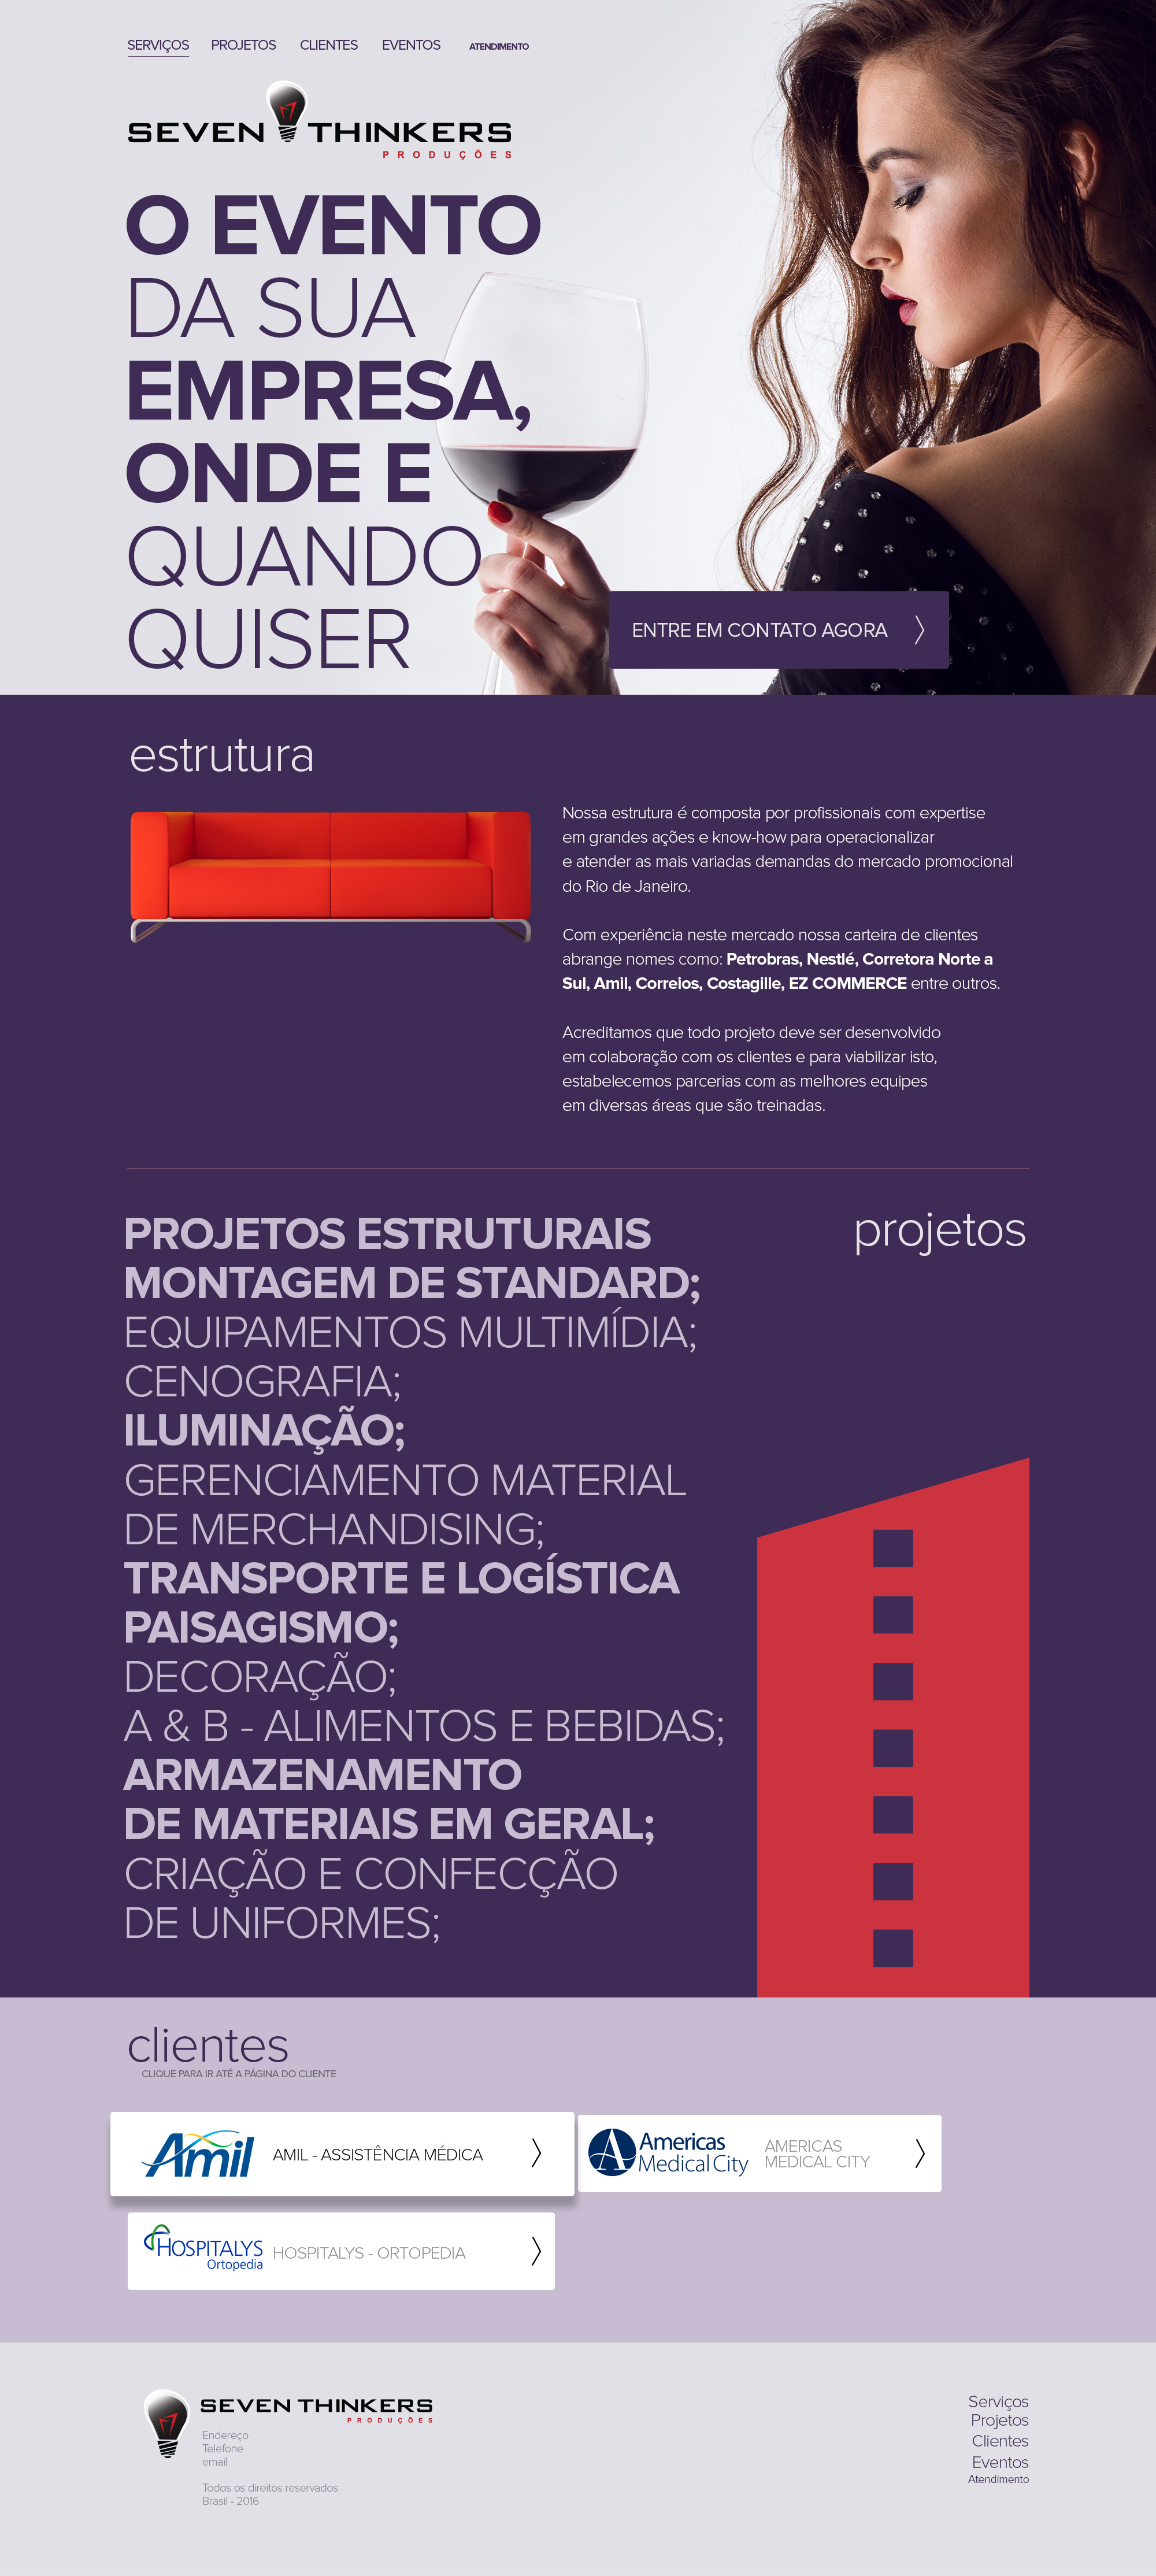 SERVIÇOS PROJETOS CLIENTES EVENTOS ATENDIMENTO
SEVEN THINKERS
PRODUÇÕES
O EVENTO
DA SUA
EMPRESA,
ONDE E
QUANDO
QUISER
ENTRE EM CONTATO AGORA
estrutura
Nossa estrutura é composta por profissionais com expertise
em grandes ações e know-how para operacionalizar
e atender as mais variadas demandas do mercado promocional
do Rio de Janeiro.
Com experiência neste mercado nossa carteira de clientes
abrange nomes como: Petrobras, Nestlé, Corretora Norte a
Sul, Amil, Correios, Costagille, EZ COMMERCE entre outros.
Acreditamos que todo projeto deve ser desenvolvido
em colaboração com os clientes e para viabilizar isto,
estabelecemos parcerias com as melhores equipes
em diversas áreas que são treinadas.
projetos
PROJETOS ESTRUTURAIS
MONTAGEM DE STANDARD;
EQUIPAMENTOS MULTIMÍDIA;
CENOGRAFIA;
ILUMINAÇÃO;
GERENCIAMENTO MATERIAL
DE MERCHANDISING;
TRANSPORTE E LOGÍSTICA
PAISAGISMO;
DECORAÇÃO;
A & B - ALIMENTOS E BEBIDAS;
ARMAZENAMENTO
DE MATERIAIS EM GERAL;
CRIAÇÃO E CONFECÇÃO
DE UNIFORMES;
clientes
CLIQUE PARA IR ATÉ A PÁGINA DO CLIENTE
Amil
AMIL - ASSISTÊNCIA MÉDICA
A
Americas
Medical City
AMERICAS
MEDICAL CITY
HOSPITALYS
Ortopedia
HOSPITALYS - ORTOPEDIA
SEVEN THINKERS
PRODUÇÕES
Endereço
Telefone
email
Todos os direitos reservados
Brasil - 2016
Serviços
Projetos
Clientes
Eventos
Atendimento